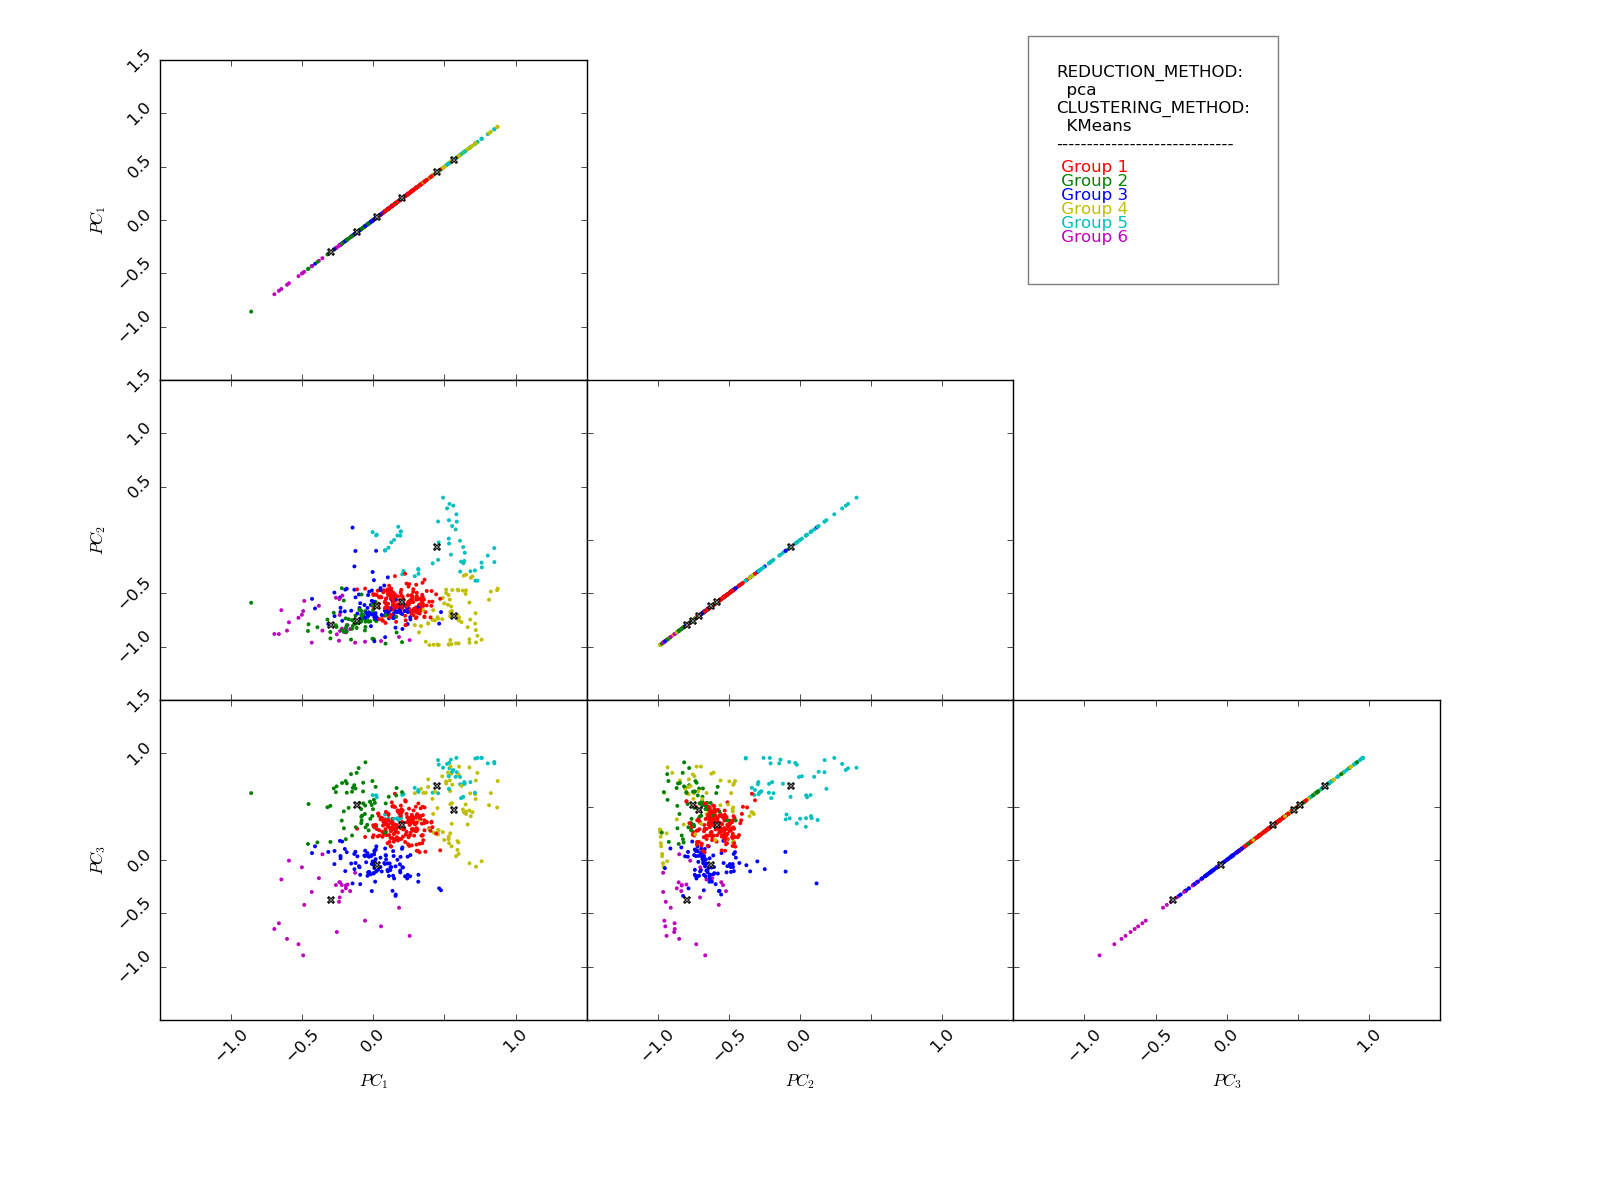 REDUCTION_METHOD:
pca
CLUSTERING_METHOD:
KMeans
-----------------------------
Group 1
Group 2
Group 3
Group 4
Group 5
Group 6
1.5
1.0
0.5
0.0
−0.5
−1.0
PC1
1.5
1.0
0.5
−0.5
−1.0
PC2
1.5
1.0
0.0
−0.5
−1.0
PC3
−1.0 −0.5 0.0 1.0
−1.0 −0.5 0.0 1.0
−1.0 −0.5 0.0 1.0
PC1 PC2 PC3